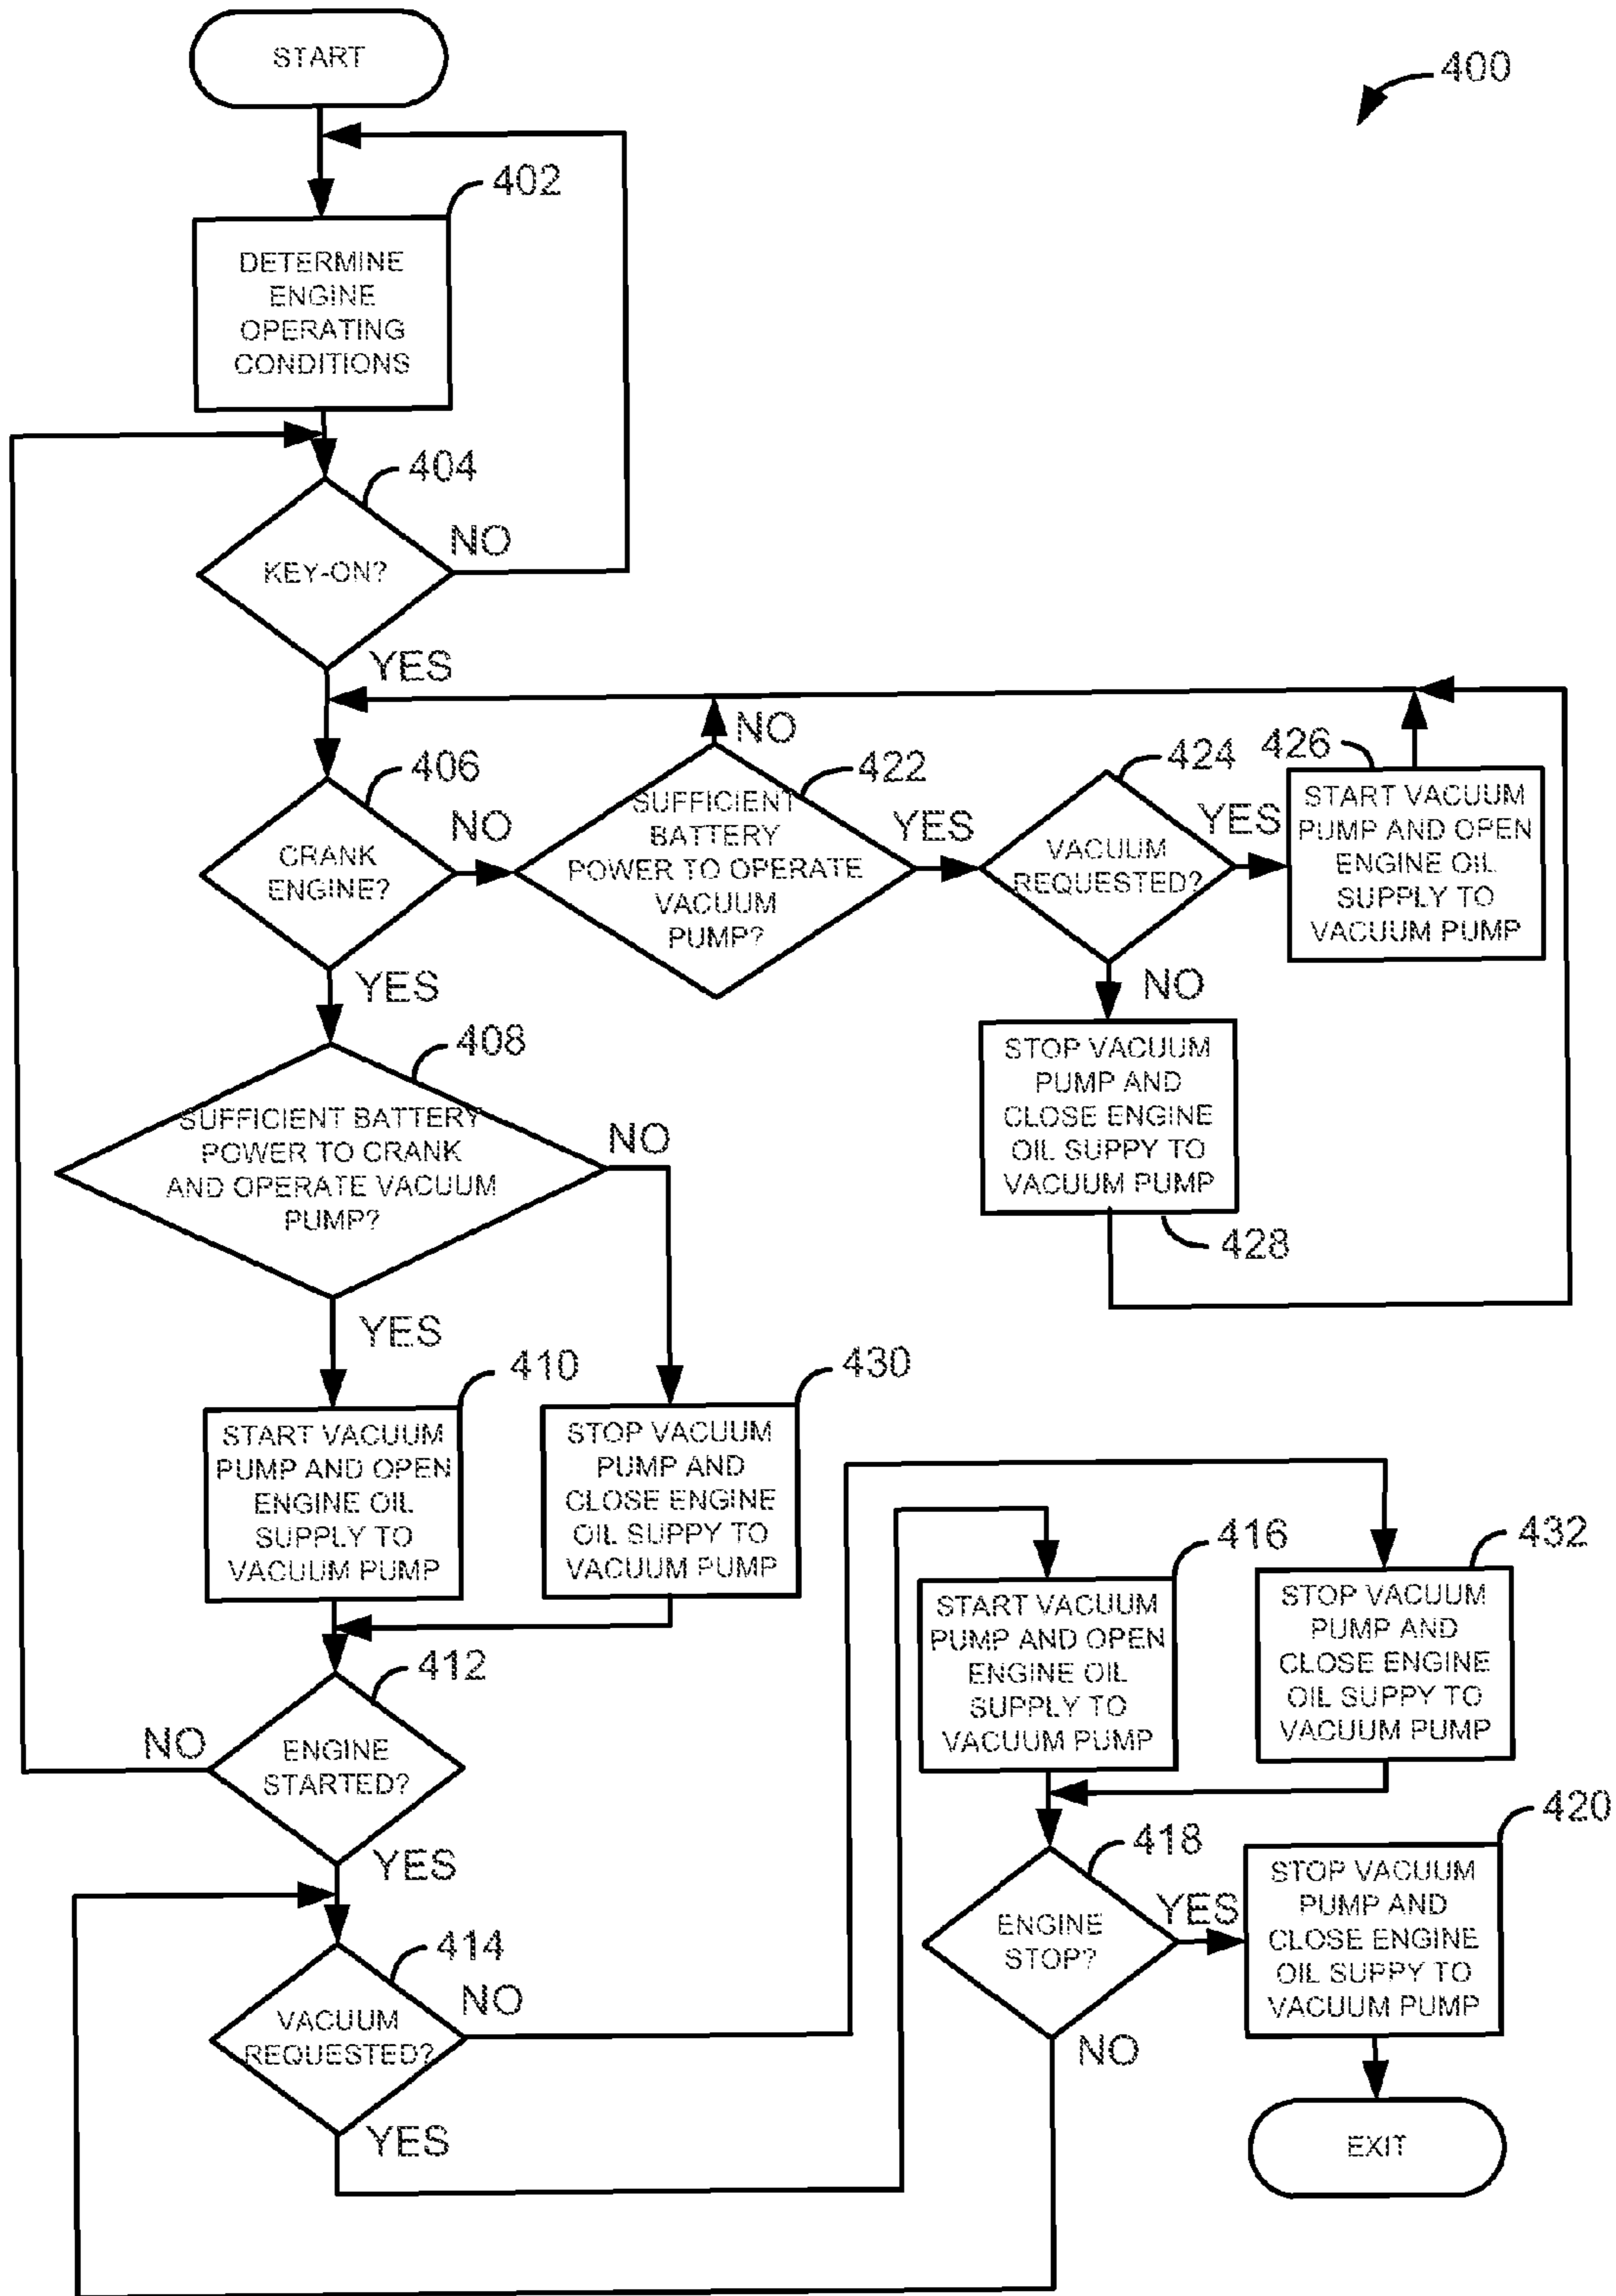 START
400
402
DETERMINE
ENGINE
OPERATING
CONDITIONS
404
KEY-ON?
NO
YES
406
CRANK
ENGINE?
NO
YES
422
SUFFICIENT
BATTERY
POWER TO OPERATE
VACUUM
PUMP?
NO
YES
424
VACUUM
REQUESTED?
YES
NO
426
START VACUUM
PUMP AND OPEN
ENGINE OIL
SUPPLY TO
VACUUM PUMP
STOP VACUUM
PUMP AND
CLOSE ENGINE
OIL SUPPY TO
VACUUM PUMP
428
408
SUFFICIENT BATTERY
POWER TO CRANK
AND OPERATE VACUUM
PUMP?
NO
YES
410
START VACUUM
PUMP AND OPEN
ENGINE OIL
SUPPLY TO
VACUUM PUMP
430
STOP VACUUM
PUMP AND
CLOSE ENGINE
OIL SUPPY TO
VACUUM PUMP
412
ENGINE
STARTED?
NO
YES
414
VACUUM
REQUESTED?
NO
YES
416
START VACUUM
PUMP AND OPEN
ENGINE OIL
SUPPLY TO
VACUUM PUMP
432
STOP VACUUM
PUMP AND
CLOSE ENGINE
OIL SUPPY TO
VACUUM PUMP
418
ENGINE
STOP?
YES
NO
420
STOP VACUUM
PUMP AND
CLOSE ENGINE
OIL SUPPY TO
VACUUM PUMP
EXIT